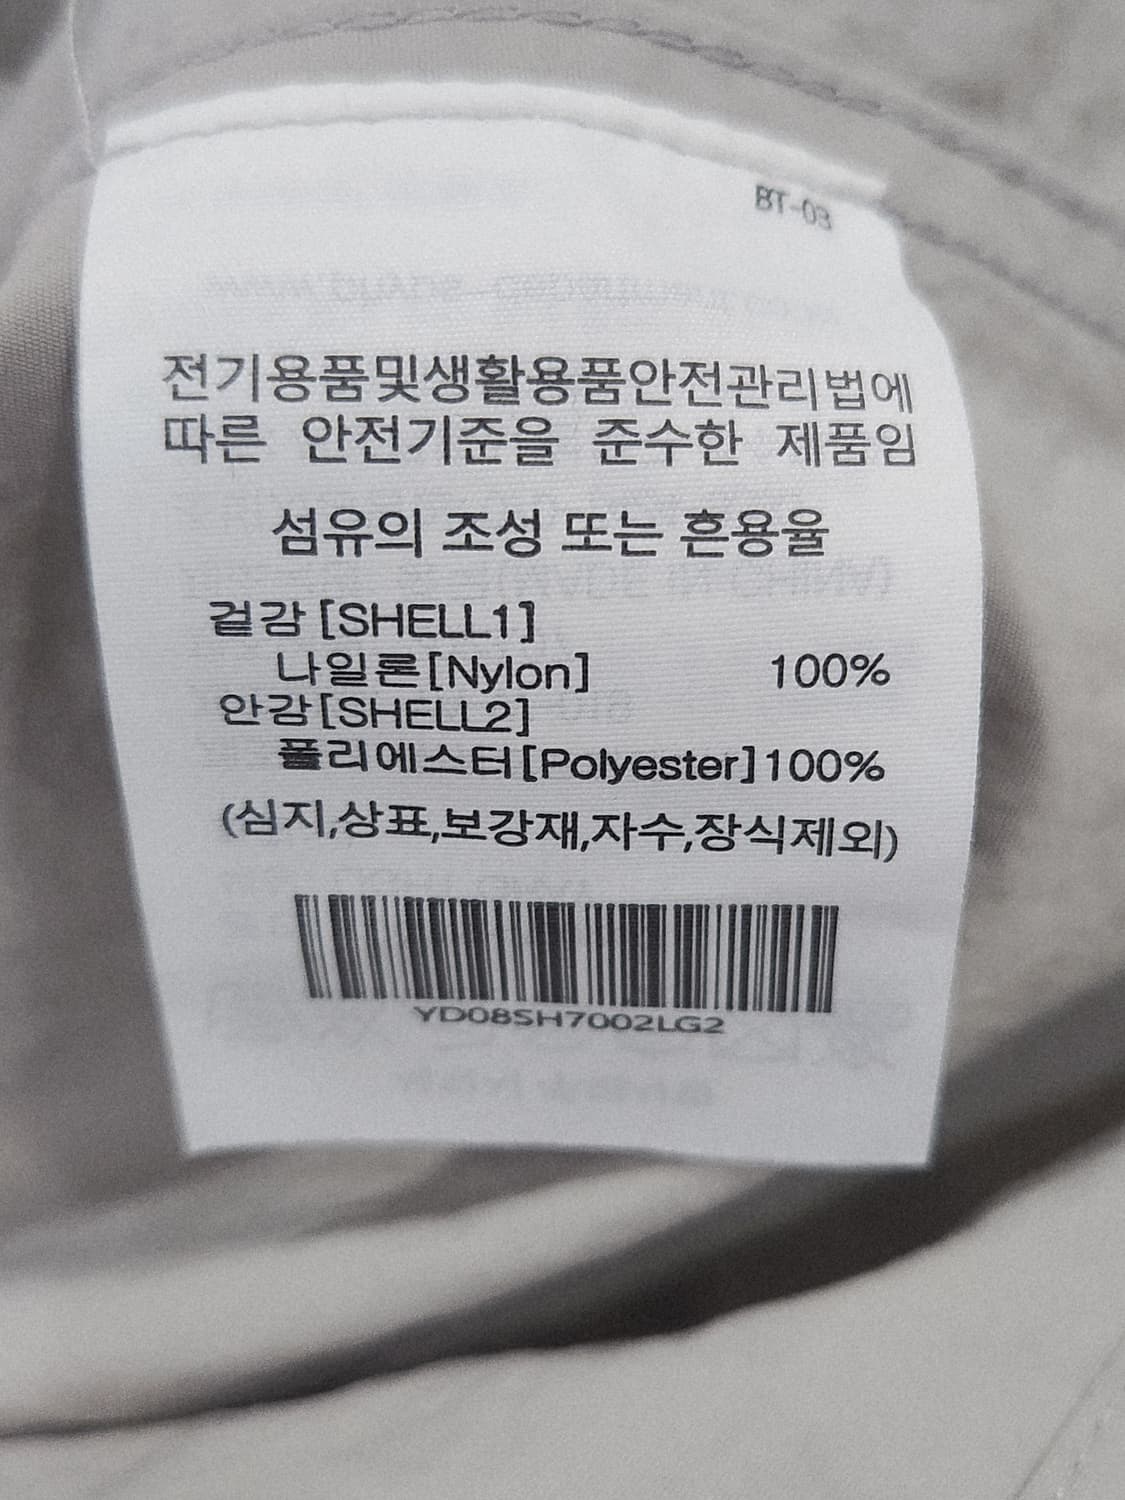 BT-03
전기용품및생활용품안전관리법에
따른 안전기준을 준수한 제품임
섬유의 조성 또는 흔용율
겉감 [SHELL1]
나일론[Nylon] 100%
안감[SHELL2]
폴리에스터[Polyester]100%
(심지,상표,보강재,자수,장식제외)
YD08SH7002LG2